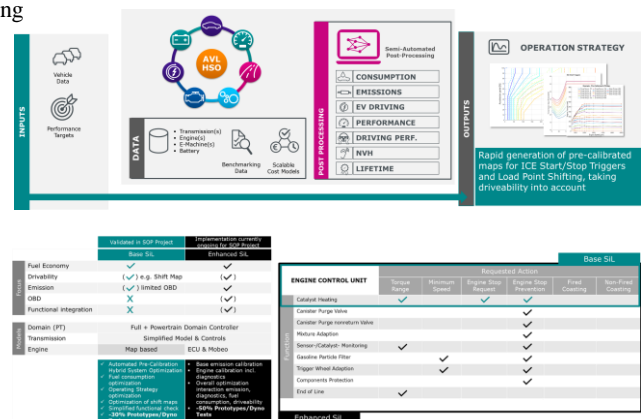 ng
INPUTS
Vehicle
Data
Performance
Targets
AVL
HSO
DATA
• Transmission(s)
• Engine(s)
• E-Machine(s)
• Battery
Benchmarking
Data
Scalable
Cost Models
POST PROCESSING
Semi-Automated
Post-Processing
CONSUMPTION
EMISSIONS
EV DRIVING
PERFORMANCE
DRIVING PERF.
NVH
LIFETIME
OUTPUTS
OPERATION STRATEGY
Rapid generation of pre-calibrated
maps for ICE Start/Stop Triggers
and Load Point Shifting, taking
driveability into account
Validated in SOP Project
Implementation currently
ongoing for SOP Project
Base SiL
Enhanced SiL
Focus
Fuel Economy ✓ ✓
Drivability (✓) e.g. Shift Map ✓
Emission (✓) limited OBD ✓
OBD X (✓)
Functional integration X (✓)
Models
Domain (PT) Full + Powertrain Domain Controller
Transmission Simplified Model & Controls
Engine Map based ECU & Mobeo
✓ Automated Pre-Calibration
Hybrid System Optimization
✓ Fuel consumption
optimization
✓ Operating Strategy
optimization
✓ Optimization of shift maps
✓ Simplified functional check
✓ -30% Prototypes/Dyno
• Base emission calibration
• Engine calibration incl.
diagnostics
• Overall optimization
interaction emission,
diagnostics, fuel
consumption, driveability
• -50% Prototypes/Dyno
Tests
Base SiL
ENGINE CONTROL UNIT
Requested Action
Torque
Range
Minimum
Speed
Engine Stop
Request
Engine Stop
Prevention
Fired
Coasting
Non-Fired
Coasting
Function
Catalyst Heating ✓ ✓ ✓
Canister Purge Valve ✓
Canister Purge nonreturn Valve
Mixture Adaption ✓
Sensor-/Catalyst- Monitoring ✓ ✓
Gasoline Particle Filter ✓ ✓
Trigger Wheel Adaption ✓ ✓
Components Protection ✓
End of Line ✓
Enhanced SiL